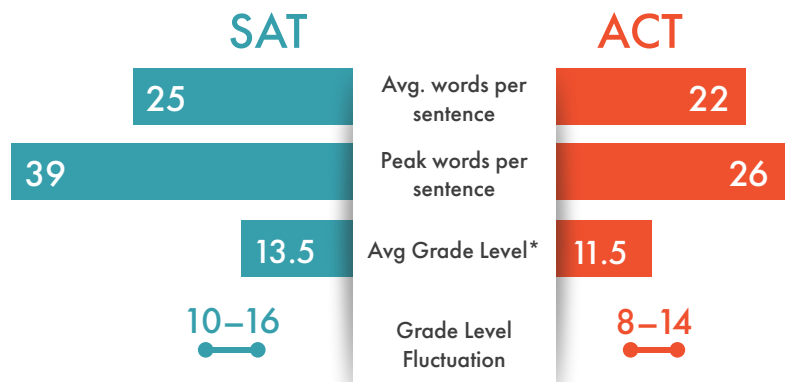 SAT
ACT
25
Avg. words per
sentence
22
39
Peak words per
sentence
26
13.5
Avg Grade Level*
11.5
10–16
Grade Level
Fluctuation
8–14